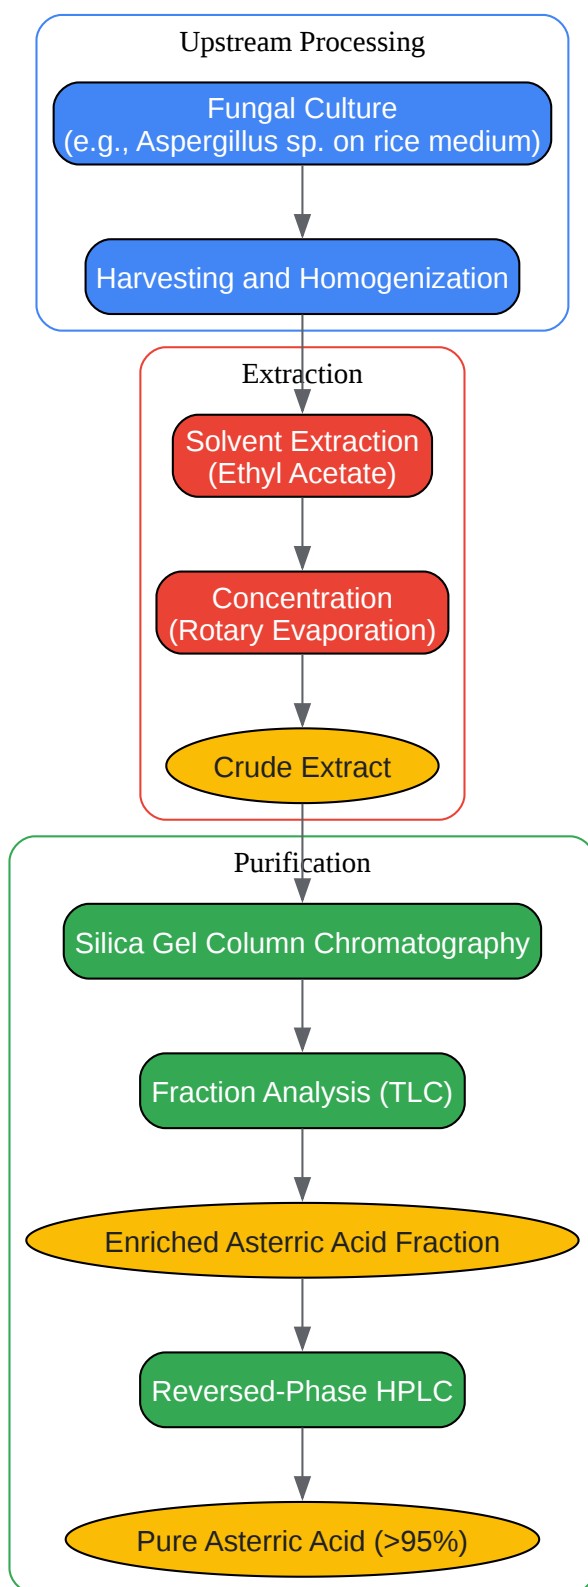 Upstream Processing
Fungal Culture
(e.g., Aspergillus sp. on rice medium)
Harvesting and Homogenization
Extraction
Solvent Extraction
(Ethyl Acetate)
Concentration
(Rotary Evaporation)
Crude Extract
Purification
Silica Gel Column Chromatography
Fraction Analysis (TLC)
Enriched Asterric Acid Fraction
Reversed-Phase HPLC
Pure Asterric Acid (>95%)